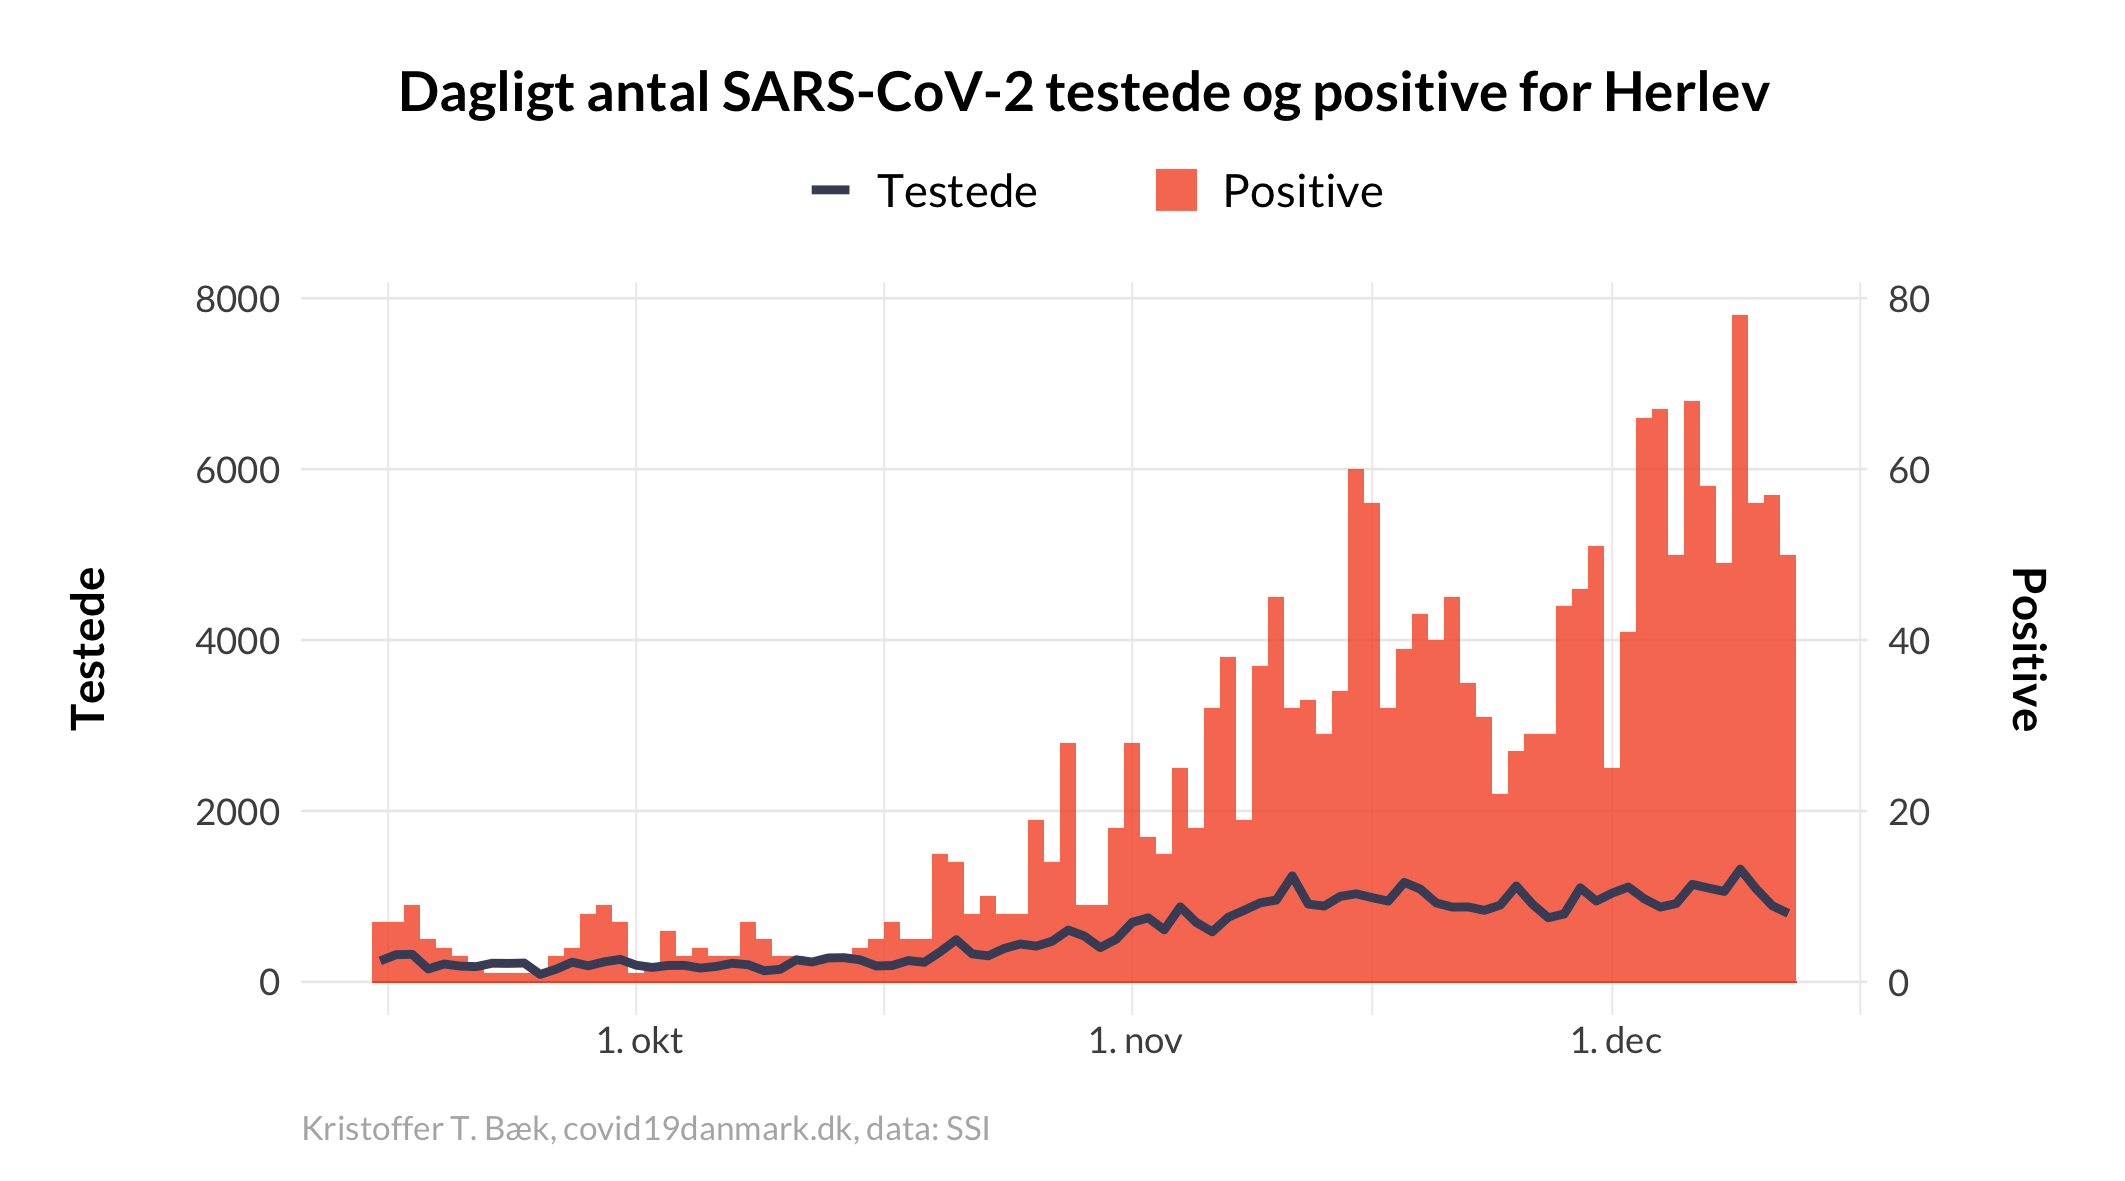 Dagligt antal SARS-CoV-2 testede og positive for Herlev
Testede
Positive
8000
6000
4000
2000
0
80
60
40
20
0
Testede
Positive
1. okt
1. nov
1. dec
Kristoffer T. Bæk, covid19danmark.dk, data: SSI